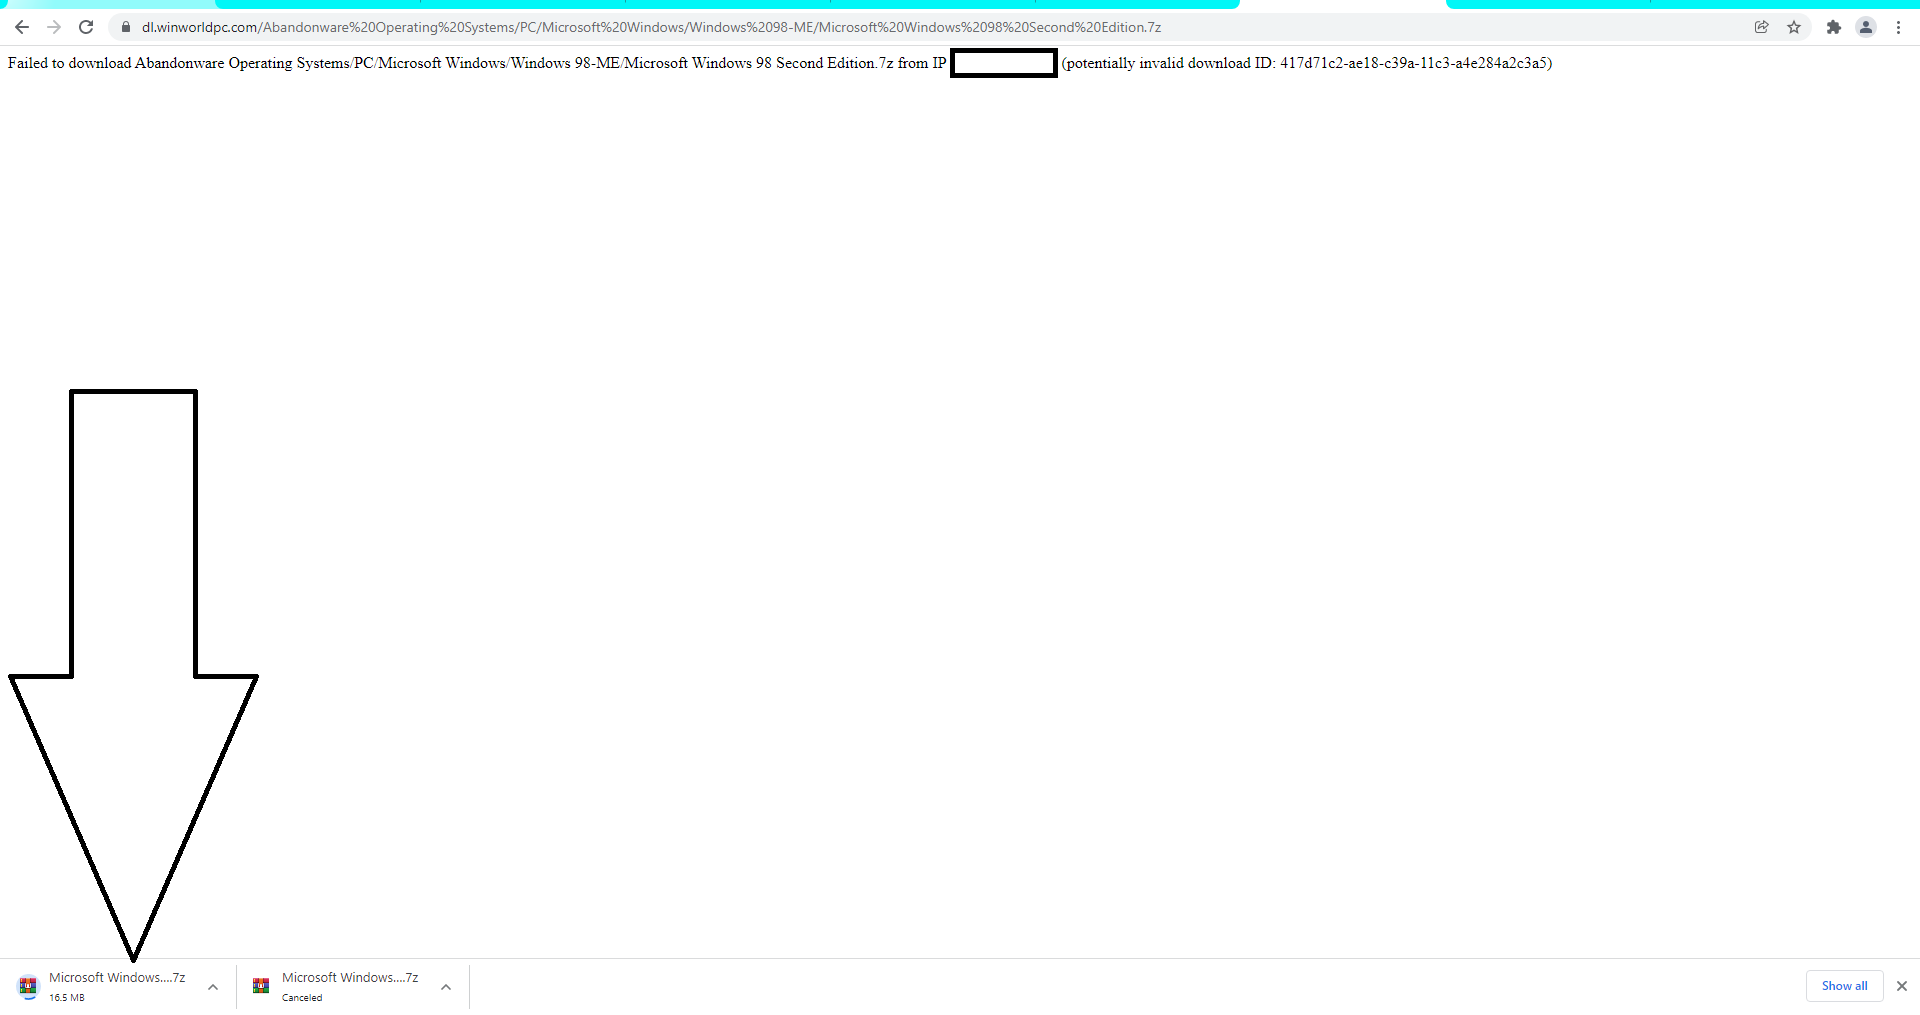 dl.winworldpc.com/Abandonware%20Operating%20Systems/PC/Microsoft%20Windows/Windows%2098-ME/Microsoft%20Windows%2098%20Second%20Edition.7z
Failed to download Abandonware Operating Systems/PC/Microsoft Windows/Windows 98-ME/Microsoft Windows 98 Second Edition.7z from IP (potentially invalid download ID: 417d71c2-ae18-c39a-11c3-a4e284a2c3a5)
Microsoft Windows....7z
16.5 MB
Microsoft Windows....7z
Canceled
Show all